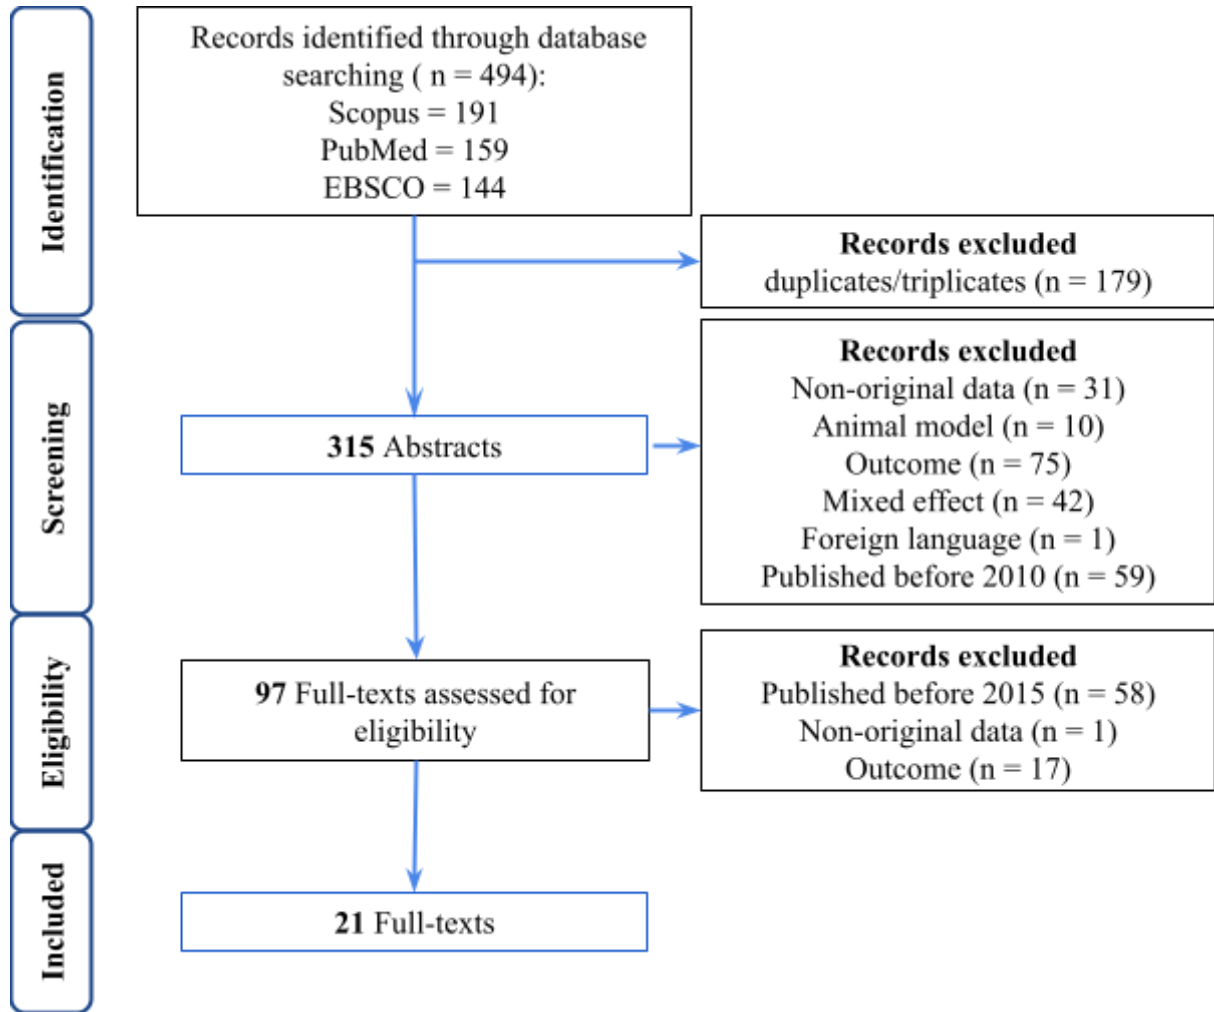 Identification
Records identified through database
searching ( n = 494):
Scopus = 191
PubMed = 159
EBSCO = 144
Records excluded
duplicates/triplicates (n = 179)
Screening
315 Abstracts
Records excluded
Non-original data (n = 31)
Animal model (n = 10)
Outcome (n = 75)
Mixed effect (n = 42)
Foreign language (n = 1)
Published before 2010 (n = 59)
Eligibility
97 Full-texts assessed for
eligibility
Records excluded
Published before 2015 (n = 58)
Non-original data (n = 1)
Outcome (n = 17)
Included
21 Full-texts